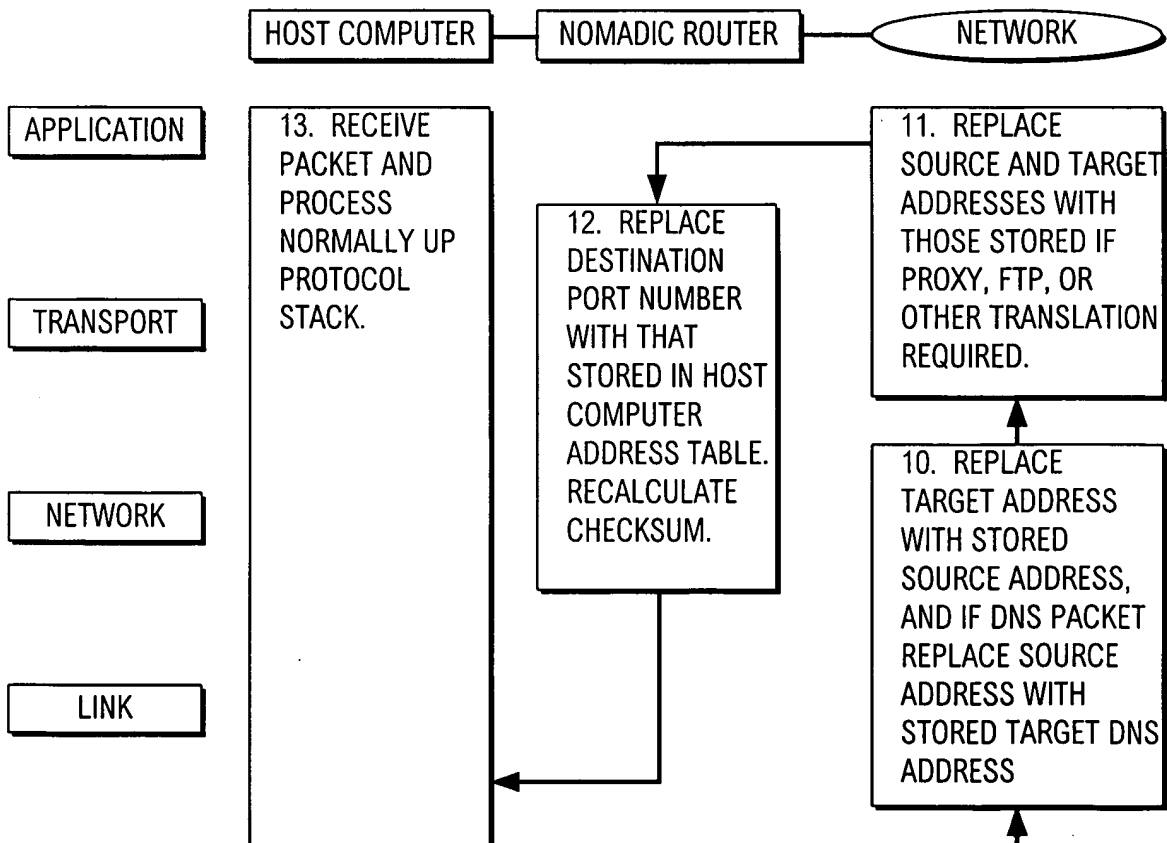 HOST COMPUTER
NOMADIC ROUTER
NETWORK
APPLICATION
TRANSPORT
NETWORK
LINK
13. RECEIVE
PACKET AND
PROCESS
NORMALLY UP
PROTOCOL
STACK.
12. REPLACE
DESTINATION
PORT NUMBER
WITH THAT
STORED IN HOST
COMPUTER
ADDRESS TABLE.
RECALCULATE
CHECKSUM.
11. REPLACE
SOURCE AND TARGET
ADDRESSES WITH
THOSE STORED IF
PROXY, FTP, OR
OTHER TRANSLATION
REQUIRED.
10. REPLACE
TARGET ADDRESS
WITH STORED
SOURCE ADDRESS,
AND IF DNS PACKET
REPLACE SOURCE
ADDRESS WITH
STORED TARGET DNS
ADDRESS